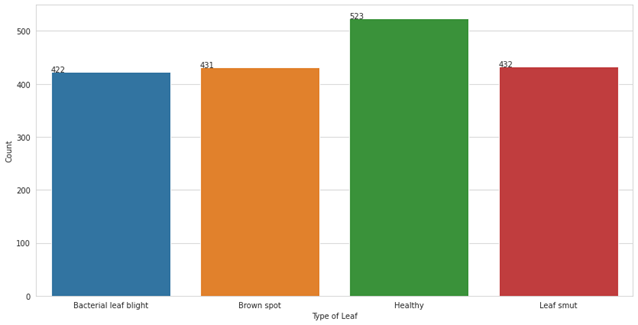 523
500
422
431
432
400
Count
300
200
100
0
Bacterial leaf blight
Brown spot
Healthy
Leaf smut
Type of Leaf